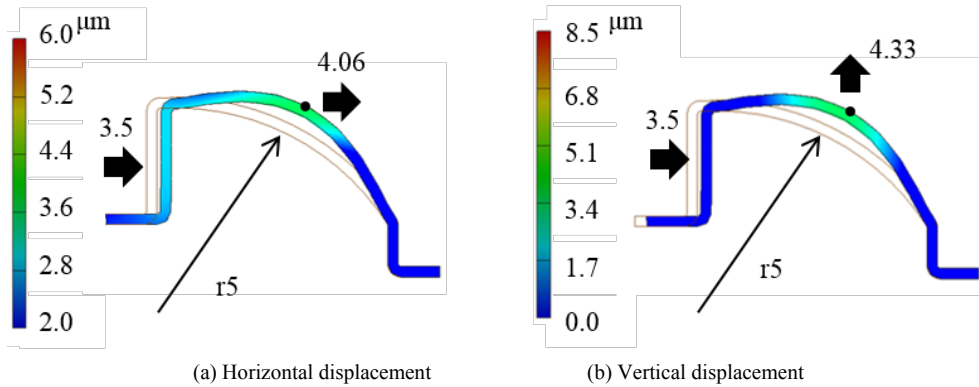 μm
6.0
5.2
4.4
3.6
2.8
2.0
3.5
4.06
r5
(a) Horizontal displacement
μm
8.5
6.8
5.1
3.4
1.7
0.0
3.5
4.33
r5
(b) Vertical displacement